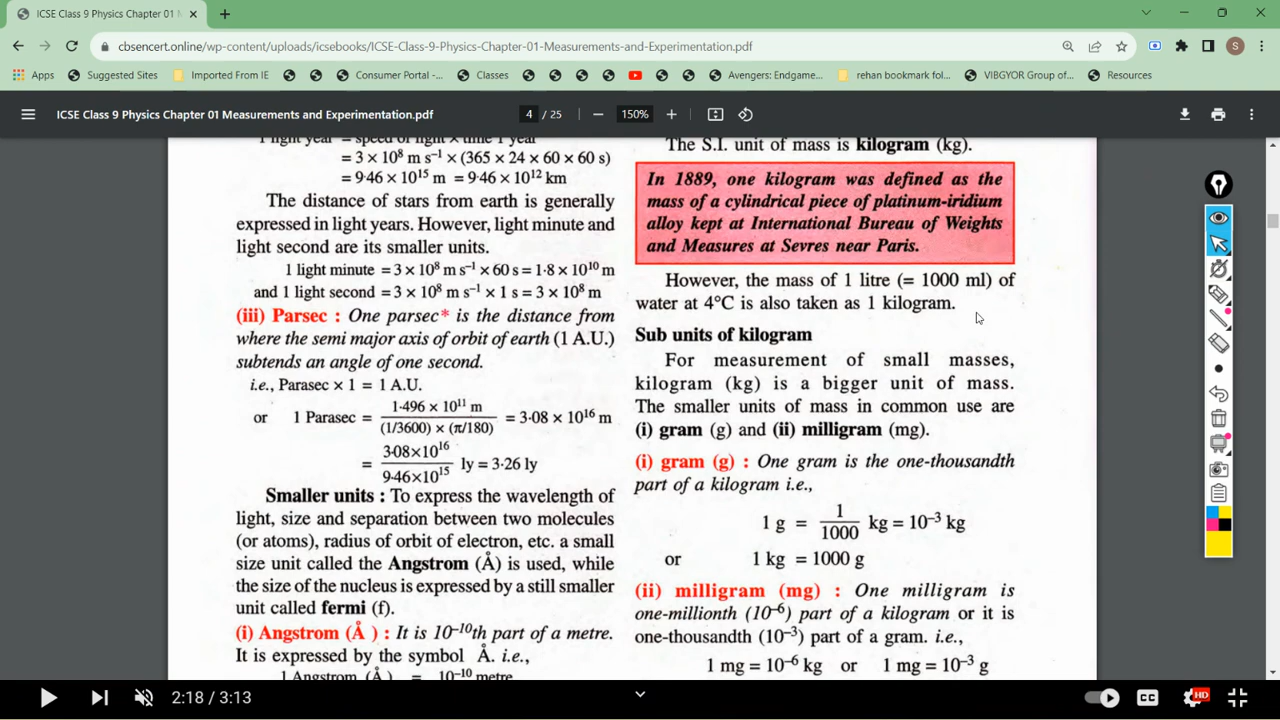 ICSE Class 9 Physics Chapter 01 M
cbsencert.online/wp-content/uploads/icsebooks/ICSE-Class-9-Physics-Chapter-01-Measurements-and-Experimentation.pdf
S
Apps
Suggested Sites
Imported From IE
Consumer Portal -...
Classes
Avengers: Endgame...
rehan bookmark fol...
VIBGYOR Group of...
Resources
ICSE Class 9 Physics Chapter 01 Measurements and Experimentation.pdf
4 / 25
150%
1 light year = speed of light × time 1 year
= 3 × 10⁸ m s⁻¹ × (365 × 24 × 60 × 60 s)
= 9·46 × 10¹⁵ m = 9·46 × 10¹² km
The distance of stars from earth is generally
expressed in light years. However, light minute and
light second are its smaller units.
1 light minute = 3 × 10⁸ m s⁻¹ × 60 s = 1·8 × 10¹⁰ m
and 1 light second = 3 × 10⁸ m s⁻¹ × 1 s = 3 × 10⁸ m
(iii) Parsec : One parsec* is the distance from
where the semi major axis of orbit of earth (1 A.U.)
subtends an angle of one second.
i.e., Parasec × 1 = 1 A.U.
or 1 Parasec = 1·496 × 10¹¹ m / (1/3600) × (π/180) = 3·08 × 10¹⁶ m
= 3·08×10¹⁶ / 9·46×10¹⁵ ly = 3·26 ly
Smaller units : To express the wavelength of
light, size and separation between two molecules
(or atoms), radius of orbit of electron, etc. a small
size unit called the Angstrom (Å) is used, while
the size of the nucleus is expressed by a still smaller
unit called fermi (f).
(i) Angstrom (Å ) : It is 10⁻¹⁰th part of a metre.
It is expressed by the symbol Å. i.e.,
1 Angstrom (Å) = 10⁻¹⁰ metre
The S.I. unit of mass is kilogram (kg).
In 1889, one kilogram was defined as the
mass of a cylindrical piece of platinum-iridium
alloy kept at International Bureau of Weights
and Measures at Sevres near Paris.
However, the mass of 1 litre (= 1000 ml) of
water at 4°C is also taken as 1 kilogram.
Sub units of kilogram
For measurement of small masses,
kilogram (kg) is a bigger unit of mass.
The smaller units of mass in common use are
(i) gram (g) and (ii) milligram (mg).
(i) gram (g) : One gram is the one-thousandth
part of a kilogram i.e.,
1 g = 1/1000 kg = 10⁻³ kg
or 1 kg = 1000 g
(ii) milligram (mg) : One milligram is
one-millionth (10⁻⁶) part of a kilogram or it is
one-thousandth (10⁻³) part of a gram. i.e.,
1 mg = 10⁻⁶ kg or 1 mg = 10⁻³ g
2:18 / 3:13
CC
HD